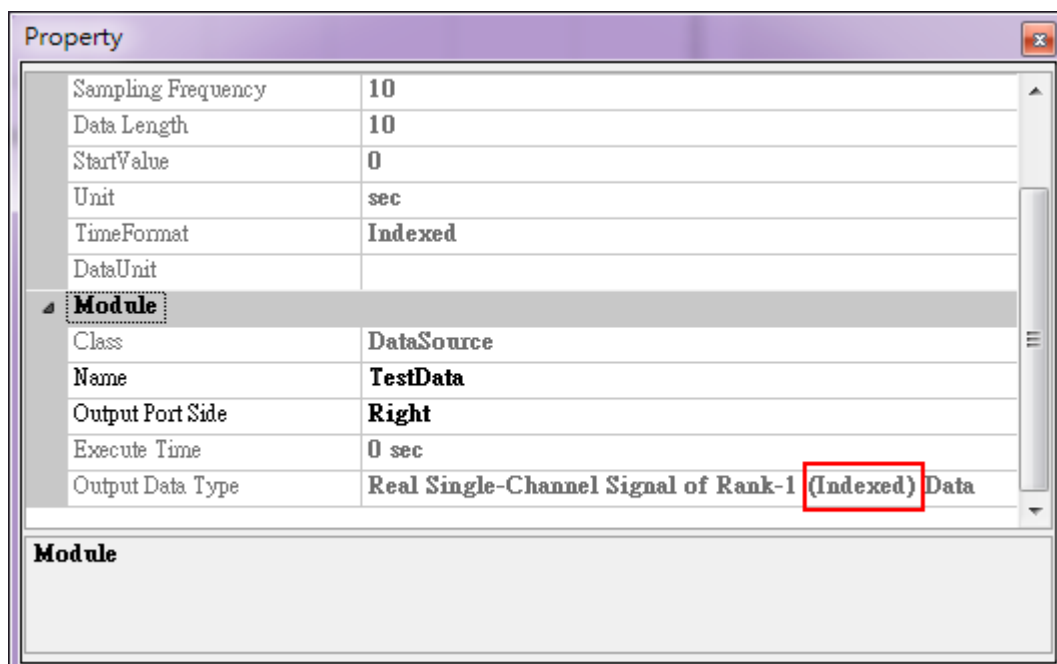 Property
Sampling Frequency 10
Data Length 10
StartValue 0
Unit sec
TimeFormat Indexed
DataUnit
Module
Class DataSource
Name TestData
Output Port Side Right
Execute Time 0 sec
Output Data Type Real Single-Channel Signal of Rank-1 (Indexed) Data
Module